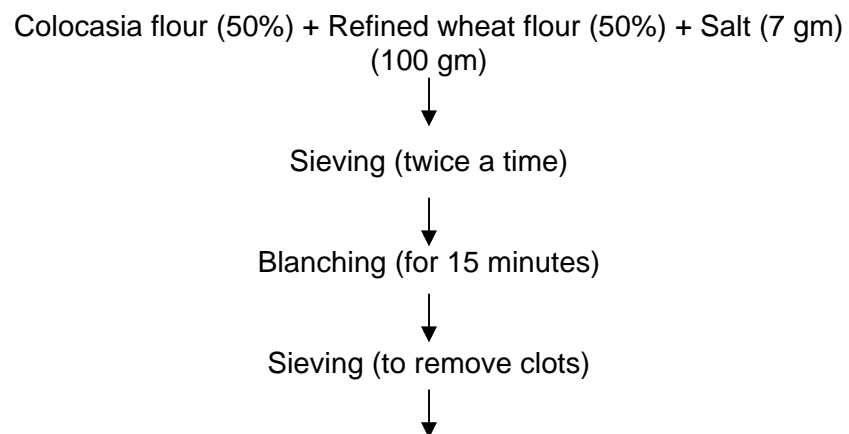 Colocasia flour (50%) + Refined wheat flour (50%) + Salt (7 gm)
(100 gm)
Sieving (twice a time)
Blanching (for 15 minutes)
Sieving (to remove clots)